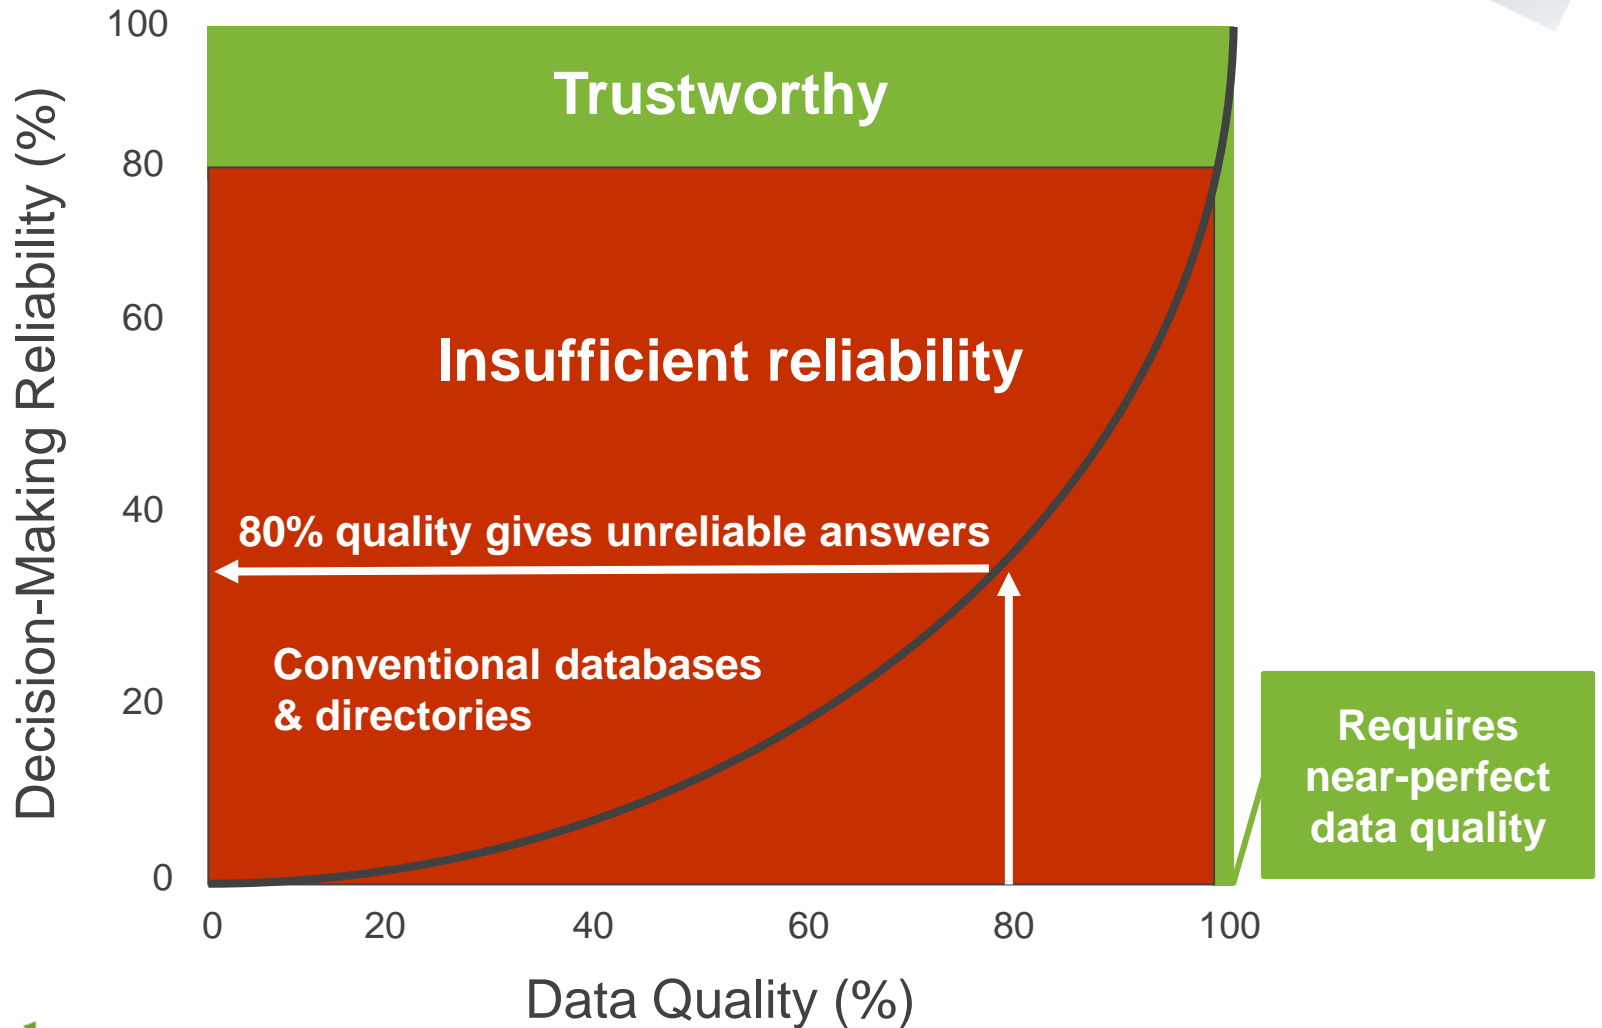 100
Trustworthy
80
60
Insufficient reliability
40
80% quality gives unreliable answers
Conventional databases
& directories
20
0
0 20 40 60 80 100
Decision-Making Reliability (%)
Data Quality (%)
Requires
near-perfect
data quality